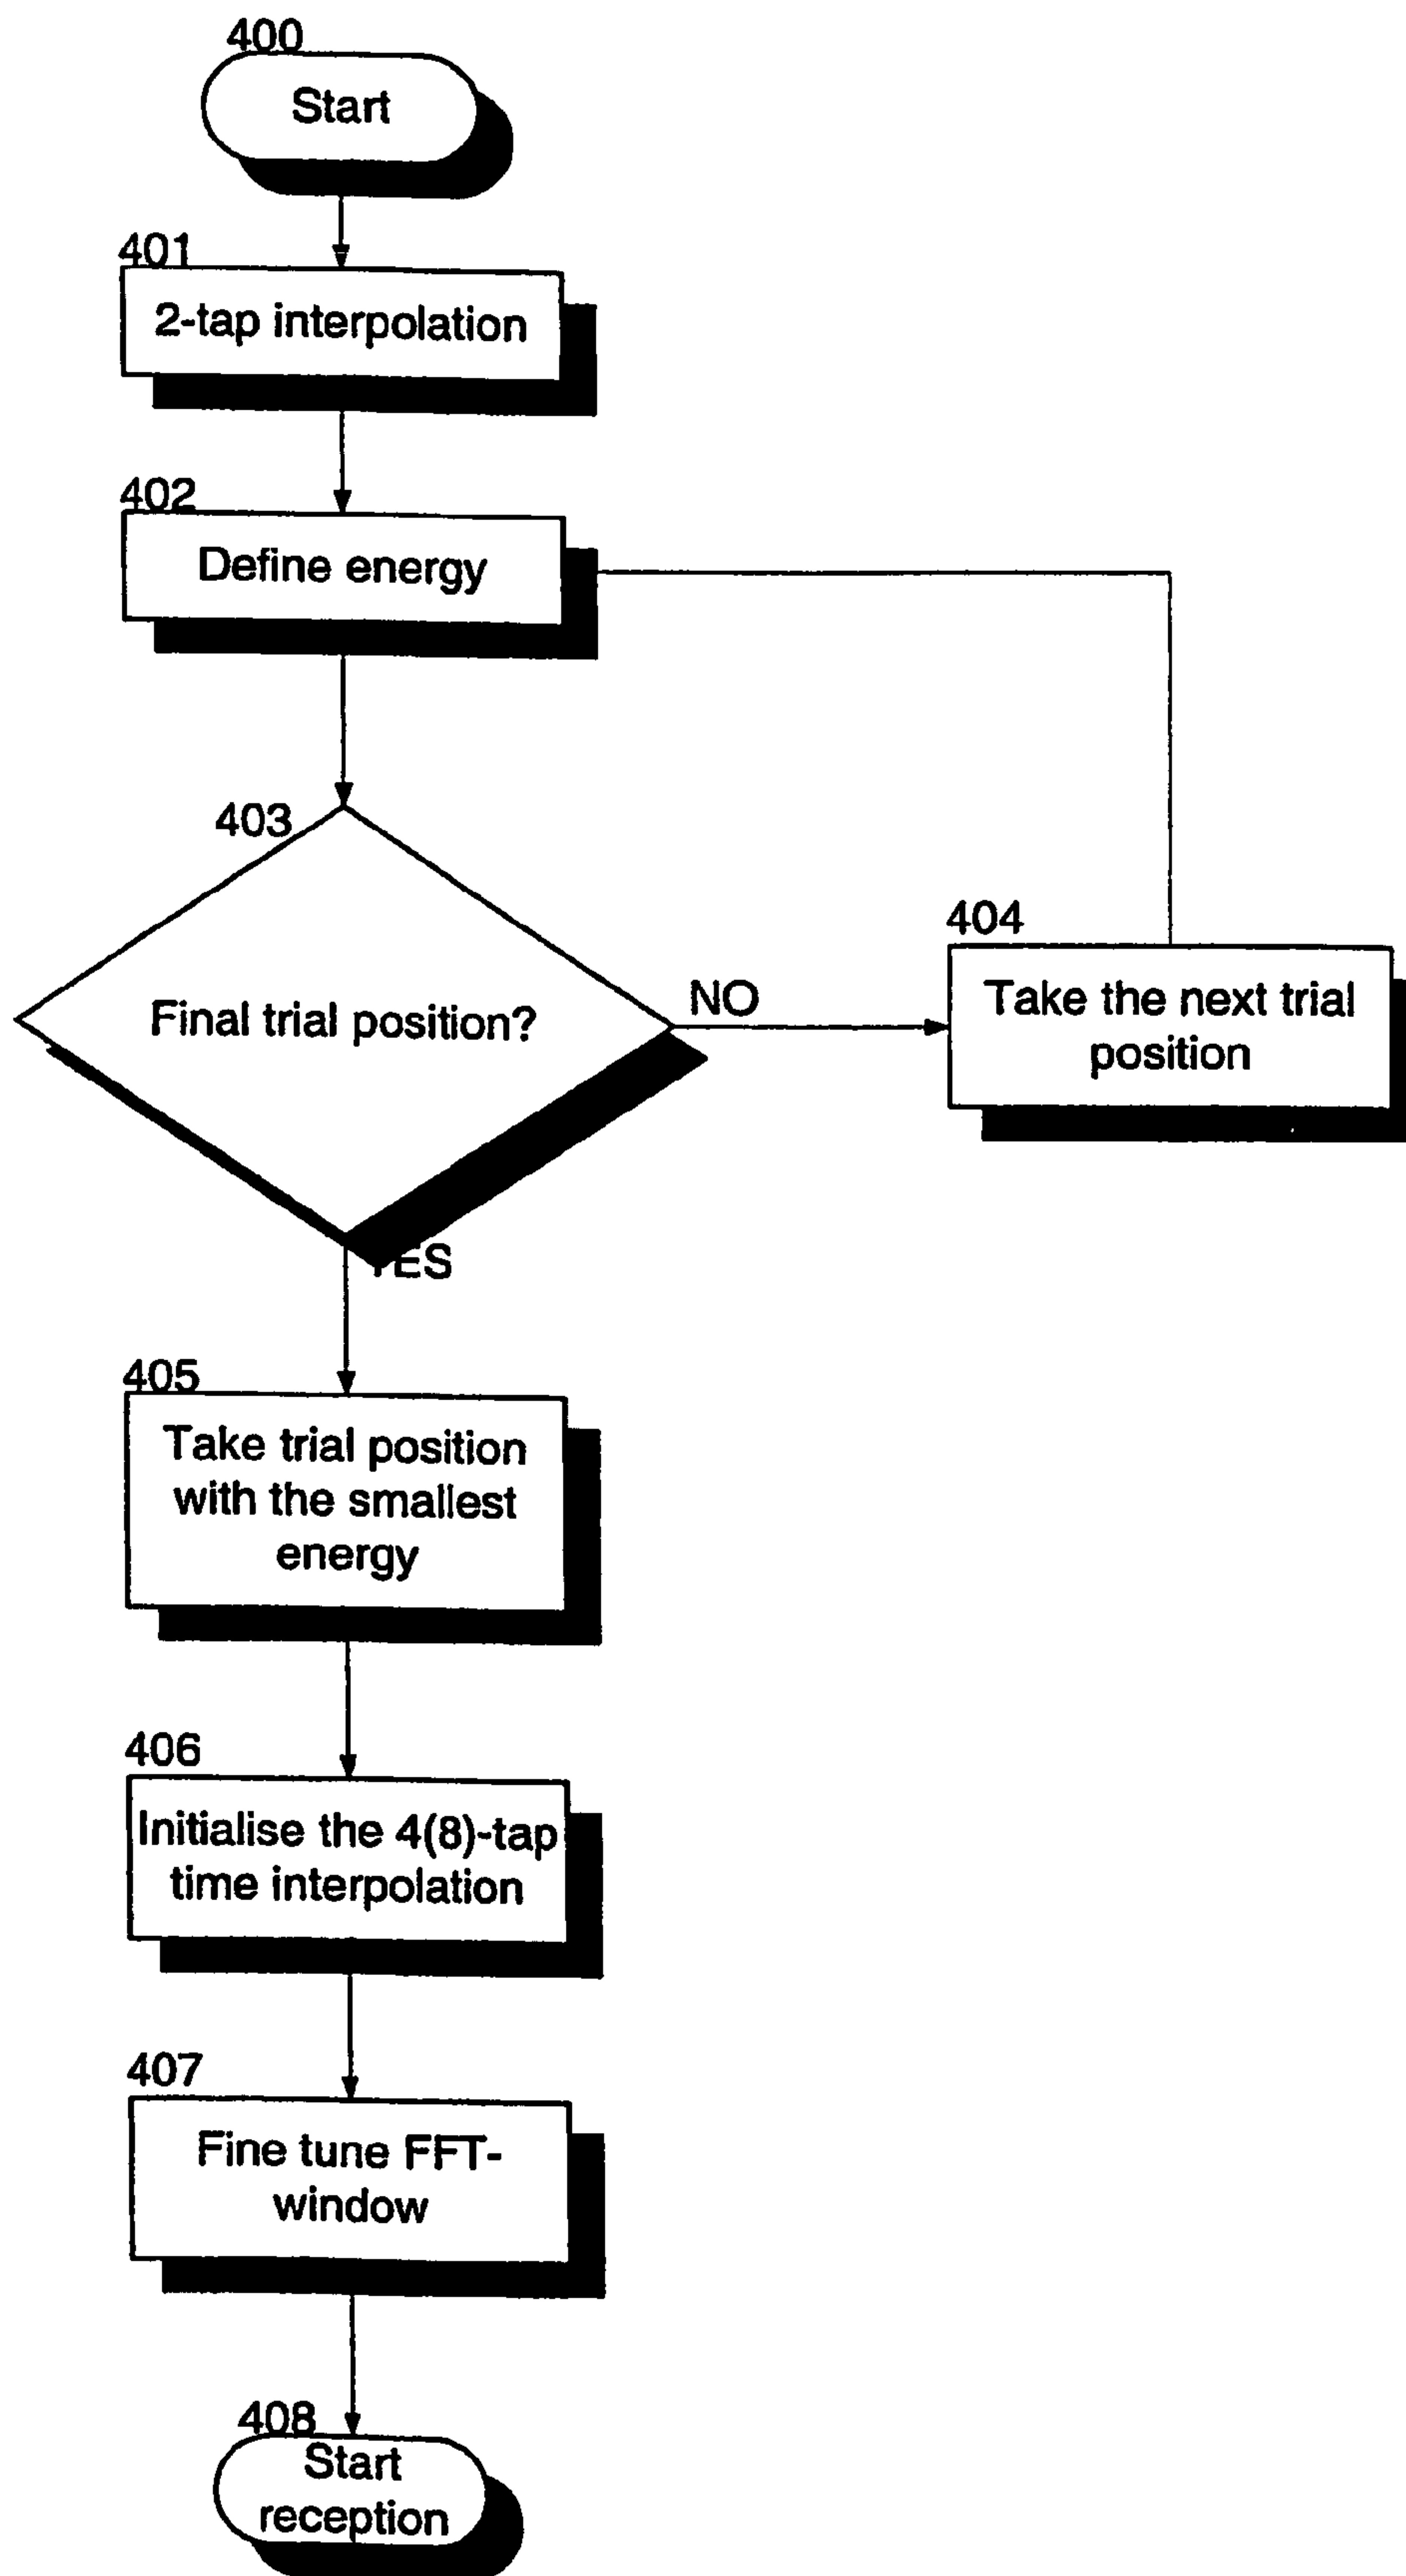 400
Start
401
2-tap interpolation
402
Define energy
403
Final trial position?
NO
404
Take the next trial
position
YES
405
Take trial position
with the smallest
energy
406
Initialise the 4(8)-tap
time interpolation
407
Fine tune FFT-
window
408
Start
reception